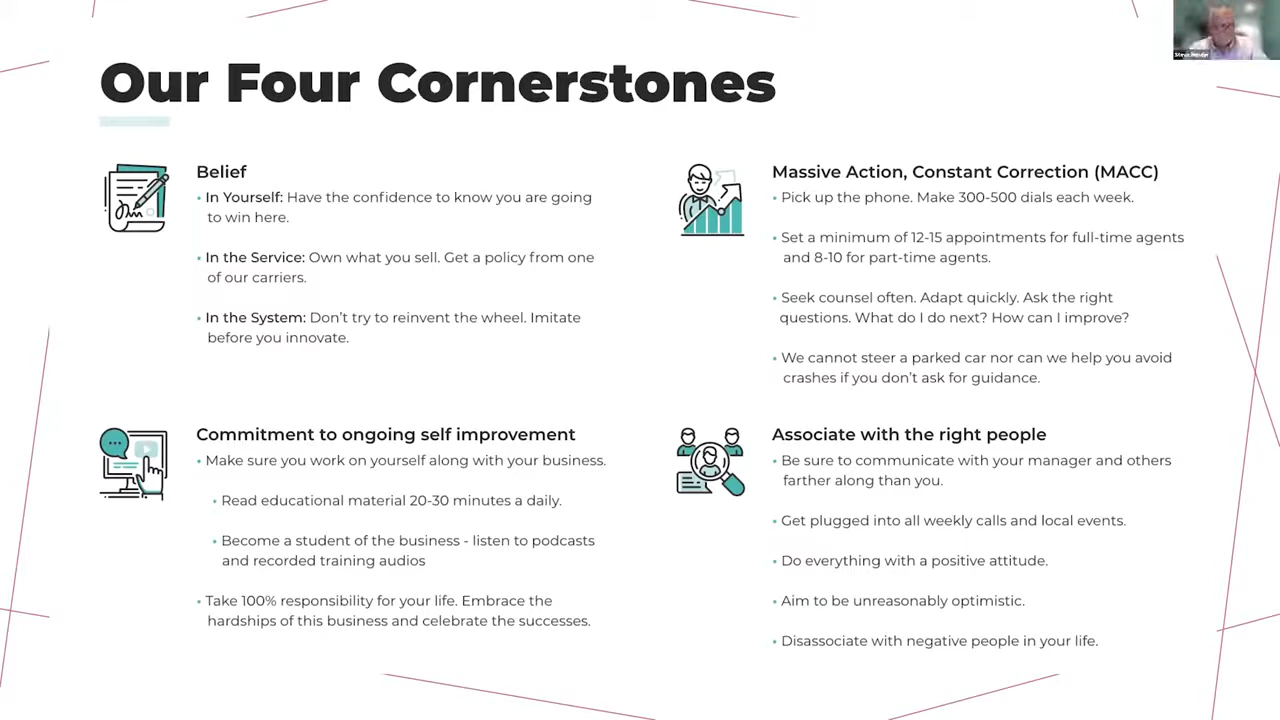 Our Four Cornerstones
Belief
• In Yourself: Have the confidence to know you are going
to win here.
• In the Service: Own what you sell. Get a policy from one
of our carriers.
• In the System: Don't try to reinvent the wheel. Imitate
before you innovate.
Massive Action, Constant Correction (MACC)
• Pick up the phone. Make 300-500 dials each week.
• Set a minimum of 12-15 appointments for full-time agents
and 8-10 for part-time agents.
• Seek counsel often. Adapt quickly. Ask the right
questions. What do I do next? How can I improve?
• We cannot steer a parked car nor can we help you avoid
crashes if you don't ask for guidance.
Commitment to ongoing self improvement
• Make sure you work on yourself along with your business.
• Read educational material 20-30 minutes a daily.
• Become a student of the business - listen to podcasts
and recorded training audios
• Take 100% responsibility for your life. Embrace the
hardships of this business and celebrate the successes.
Associate with the right people
• Be sure to communicate with your manager and others
farther along than you.
• Get plugged into all weekly calls and local events.
• Do everything with a positive attitude.
• Aim to be unreasonably optimistic.
• Disassociate with negative people in your life.